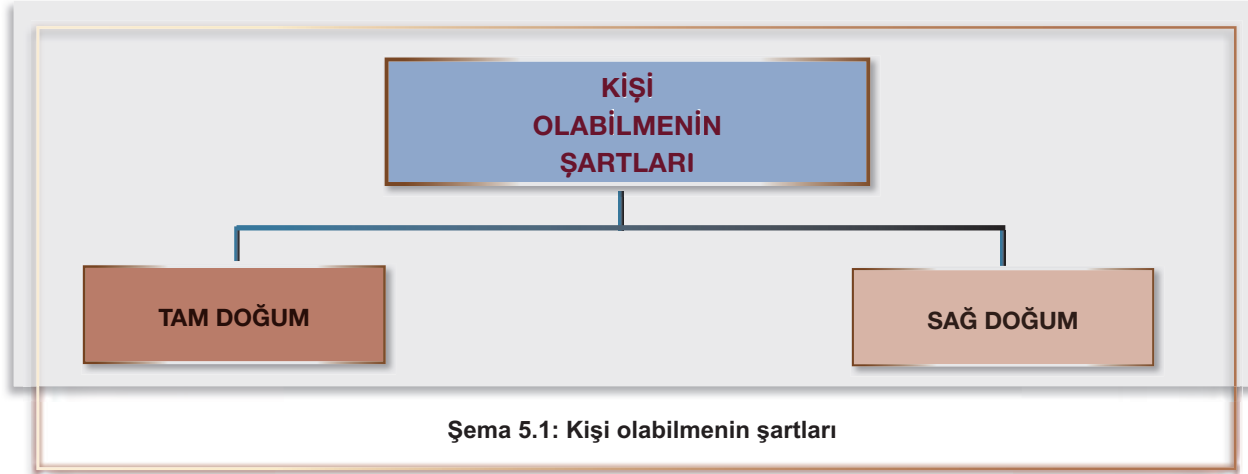 KİŞİ
OLABİLMENİN
ŞARTLARI
TAM DOĞUM
SAĞ DOĞUM
Şema 5.1: Kişi olabilmenin şartları